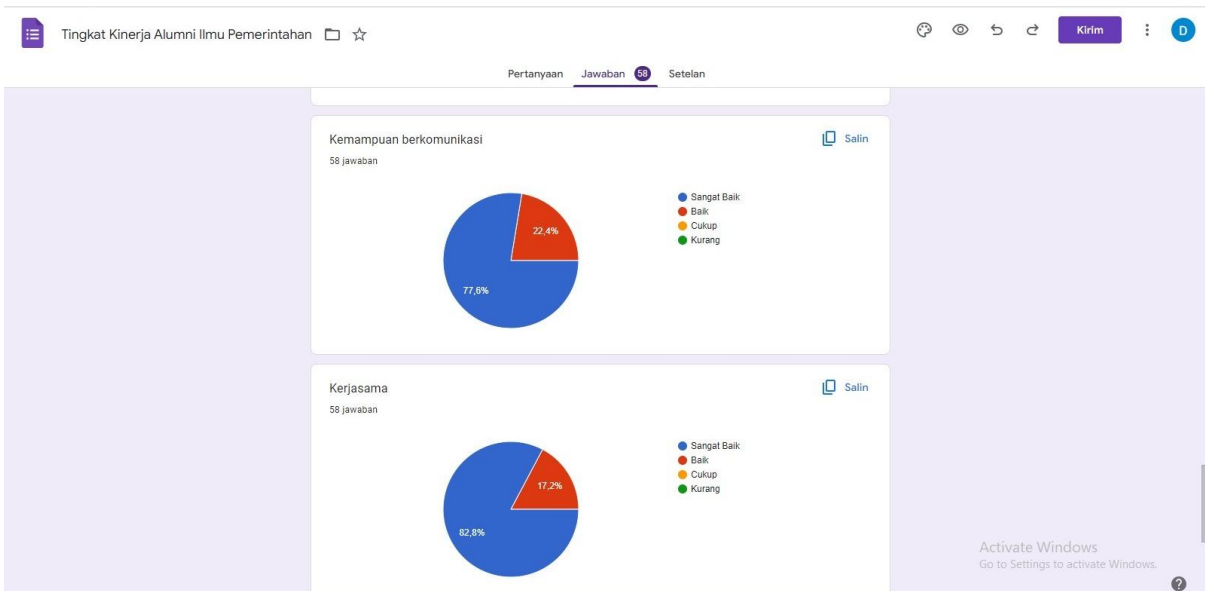 Tingkat Kinerja Alumni Ilmu Pemerintahan
Kirim
D
Pertanyaan Jawaban 58 Setelan
Kemampuan berkomunikasi
Salin
58 jawaban
Sangat Baik
Baik
Cukup
Kurang
22,4%
77,6%
Kerjasama
Salin
58 jawaban
Sangat Baik
Baik
Cukup
Kurang
17,2%
82,8%
Activate Windows
Go to Settings to activate Windows.
?